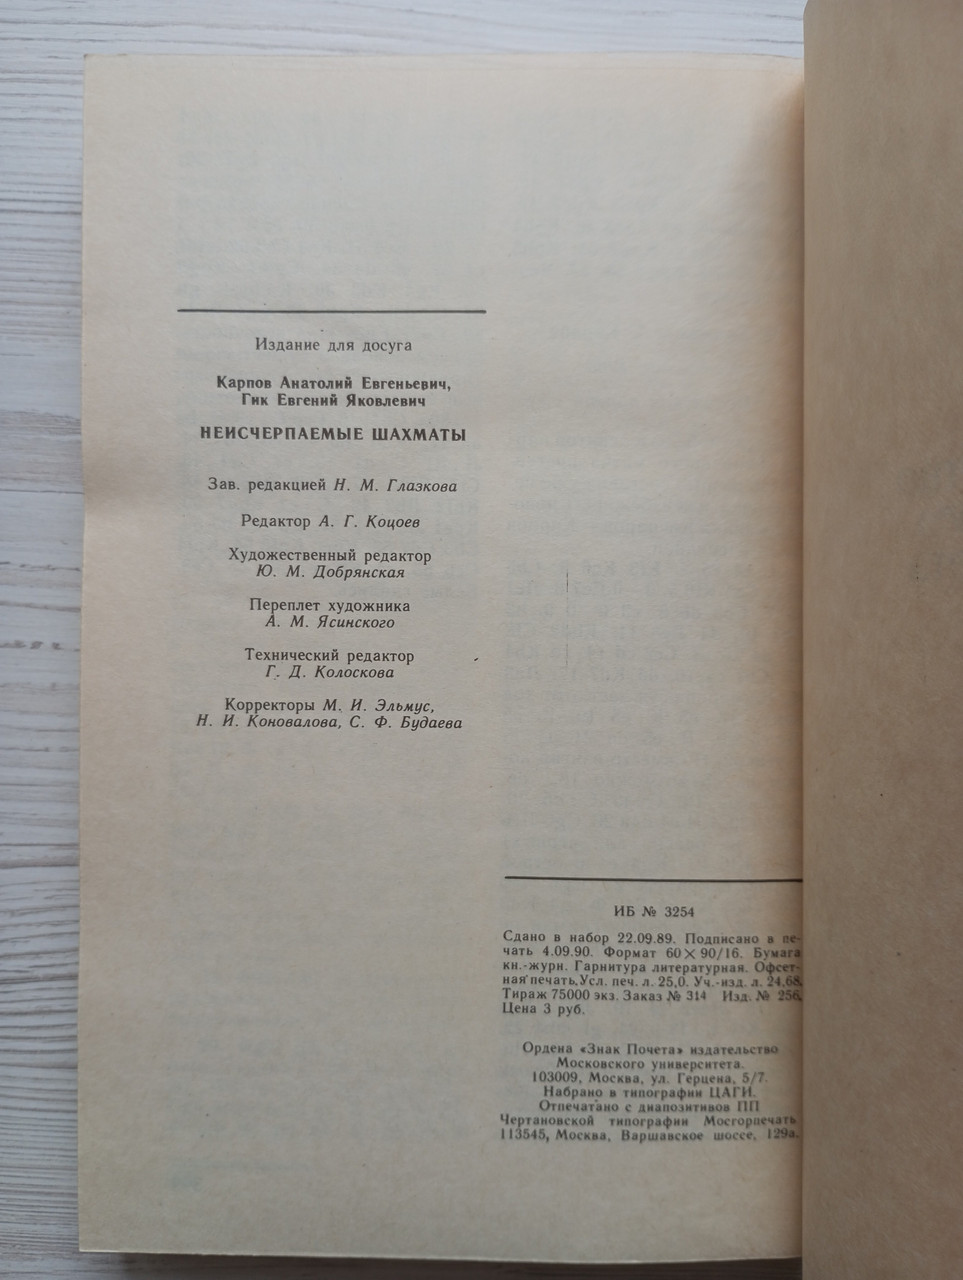 Издание для досуга
Карпов Анатолий Евгеньевич,
Гик Евгений Яковлевич
НЕИСЧЕРПАЕМЫЕ ШАХМАТЫ
Зав. редакцией Н. М. Глазкова
Редактор А. Г. Коцоев
Художественный редактор
Ю. М. Добрянская
Переплет художника
А. М. Ясинского
Технический редактор
Г. Д. Колоскова
Корректоры М. И. Эльмус,
Н. И. Коновалова, С. Ф. Будаева
ИБ № 3254
Сдано в набор 22.09.89. Подписано в пе-
чать 4.09.90. Формат 60×90/16. Бумага
кн.-журн. Гарнитура литературная. Офсет-
ная печать. Усл. печ. л. 25,0. Уч.-изд. л. 24,68.
Тираж 75000 экз. Заказ № 314 Изд. № 256.
Цена 3 руб.
Ордена «Знак Почета» издательство
Московского университета.
103009, Москва, ул. Герцена, 5/7.
Набрано в типографии ЦАГИ.
Отпечатано с диапозитивов ПП
Чертановской типографии Мосгорпечать
113545, Москва, Варшавское шоссе, 129а.